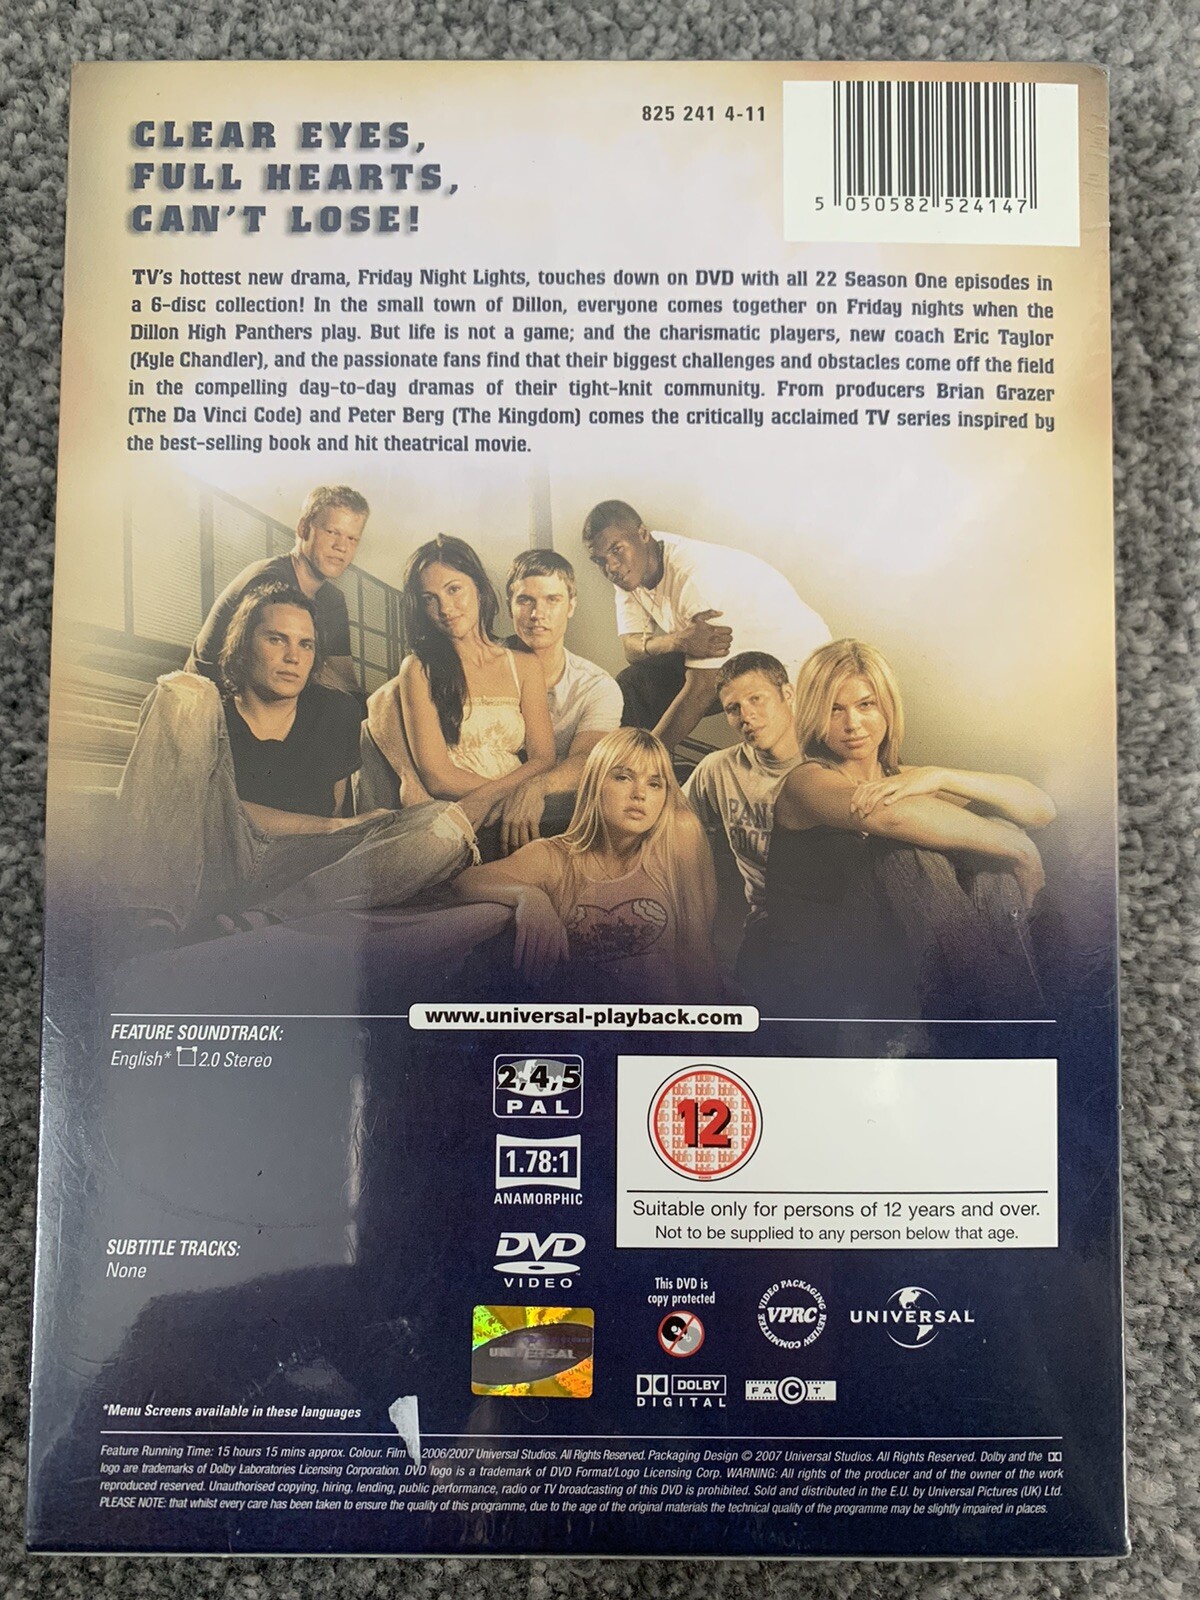 825 241 4-11
5 050582 524147
CLEAR EYES,
FULL HEARTS,
CAN'T LOSE!
TV's hottest new drama, Friday Night Lights, touches down on DVD with all 22 Season One episodes in
a 6-disc collection! In the small town of Dillon, everyone comes together on Friday nights when the
Dillon High Panthers play. But life is not a game; and the charismatic players, new coach Eric Taylor
(Kyle Chandler), and the passionate fans find that their biggest challenges and obstacles come off the field
in the compelling day-to-day dramas of their tight-knit community. From producers Brian Grazer
(The Da Vinci Code) and Peter Berg (The Kingdom) comes the critically acclaimed TV series inspired by
the best-selling book and hit theatrical movie.
www.universal-playback.com
FEATURE SOUNDTRACK:
English* 2.0 Stereo
2,4,5
PAL
1.78:1
ANAMORPHIC
12
Suitable only for persons of 12 years and over.
Not to be supplied to any person below that age.
SUBTITLE TRACKS:
None
DVD
VIDEO
UNIVERSAL
This DVD is
copy protected
VIDEO PACKAGING REVIEW COMMITTEE
VPRC
UNIVERSAL
DOLBY
DIGITAL
FACT
*Menu Screens available in these languages
Feature Running Time: 15 hours 15 mins approx. Colour. Film 2006/2007 Universal Studios. All Rights Reserved. Packaging Design © 2007 Universal Studios. All Rights Reserved. Dolby and the
logo are trademarks of Dolby Laboratories Licensing Corporation. DVD logo is a trademark of DVD Format/Logo Licensing Corp. WARNING: All rights of the producer and of the owner of the work
reproduced reserved. Unauthorised copying, hiring, lending, public performance, radio or TV broadcasting of this DVD is prohibited. Sold and distributed in the E.U. by Universal Pictures (UK) Ltd.
PLEASE NOTE: that whilst every care has been taken to ensure the quality of this programme, due to the age of the original materials the technical quality of the programme may be slightly impaired in places.